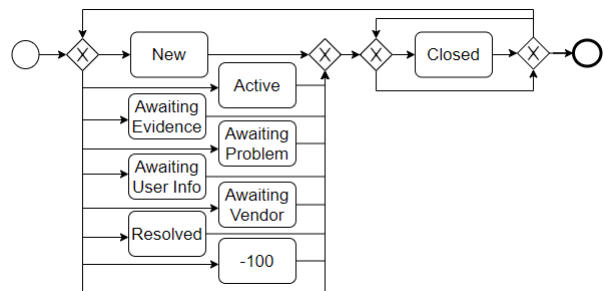 New
Closed
Active
Awaiting
Evidence
Awaiting
Problem
Awaiting
User Info
Awaiting
Vendor
Resolved
-100